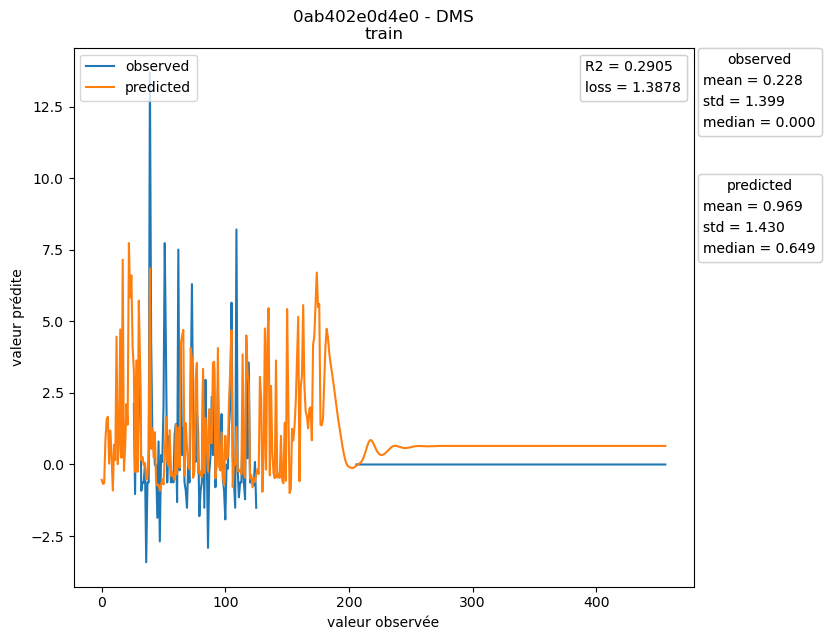 0ab402e0d4e0 - DMS
train
observed
predicted
R2 = 0.2905
loss = 1.3878
observed
mean = 0.228
std = 1.399
median = 0.000
predicted
mean = 0.969
std = 1.430
median = 0.649
12.5
10.0
7.5
5.0
2.5
0.0
−2.5
valeur prédite
0
100
200
300
400
valeur observée